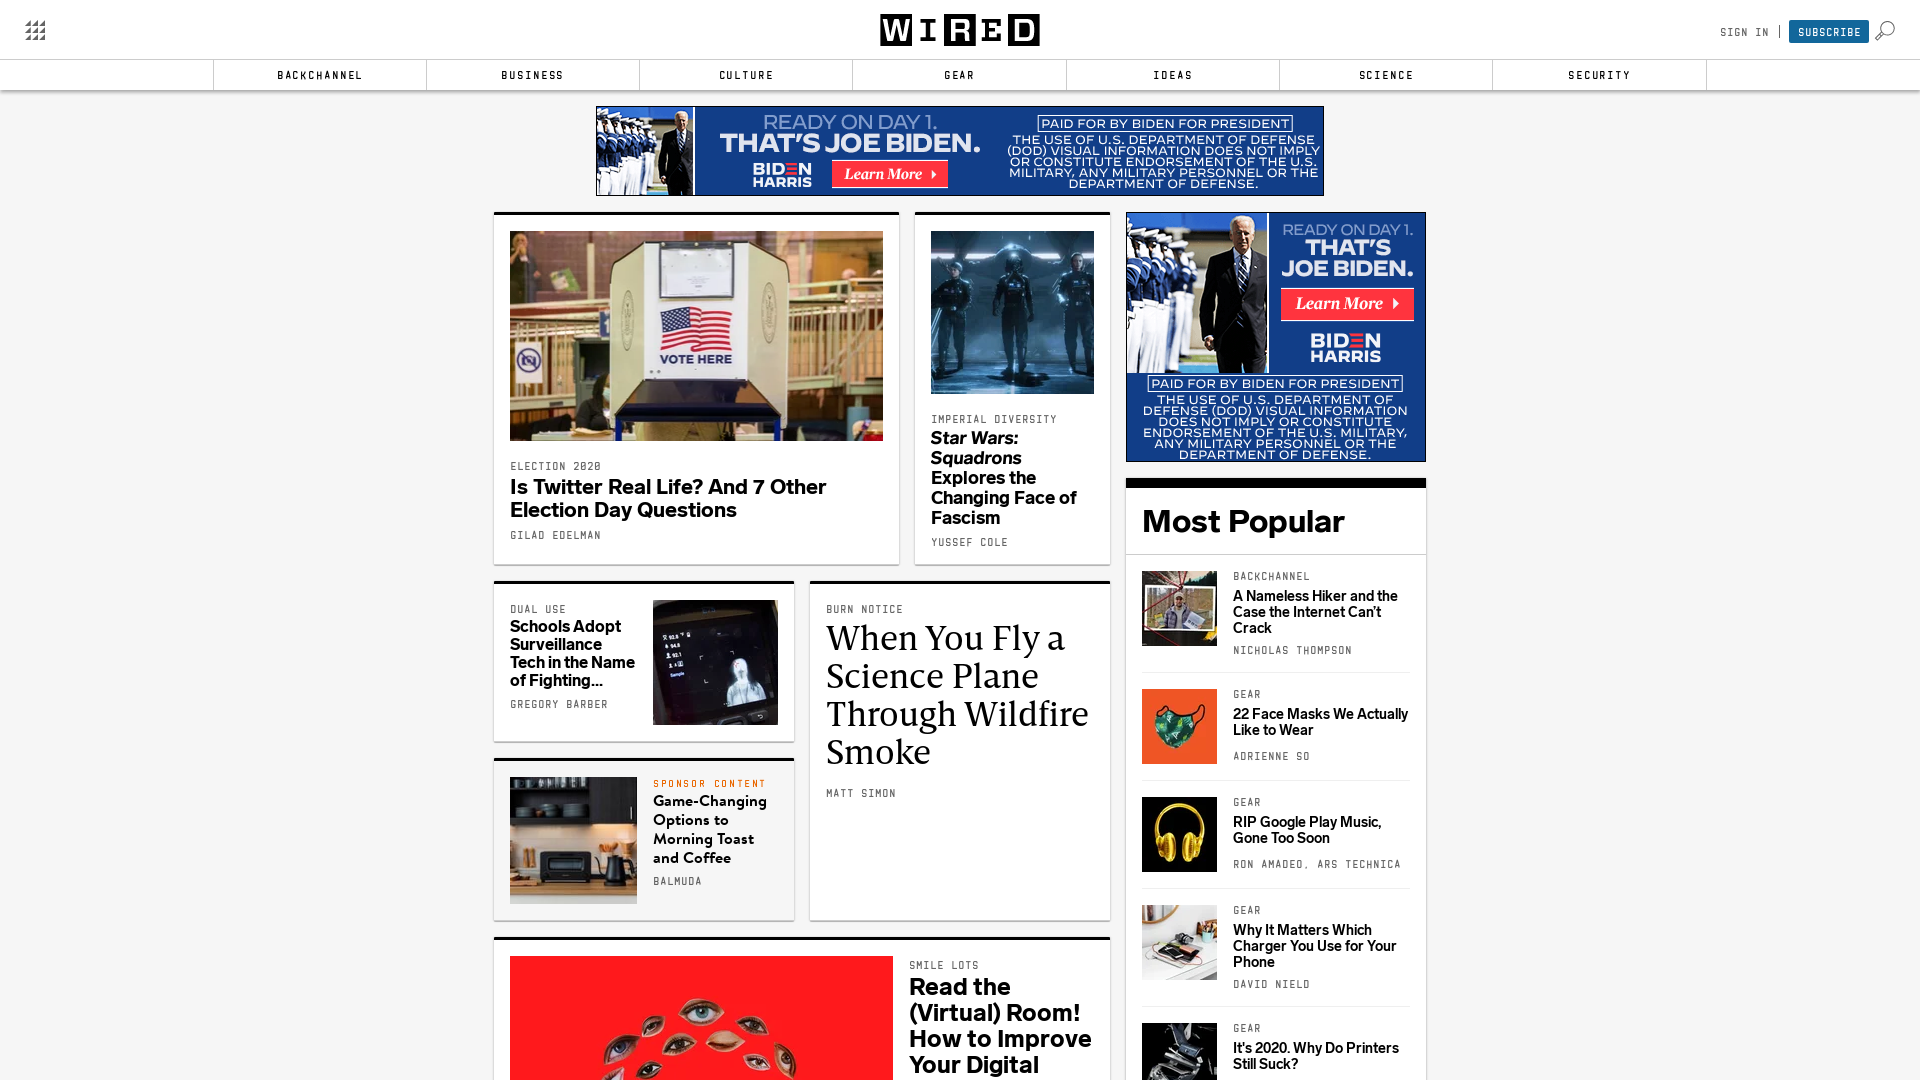 WIRED
SIGN IN
SUBSCRIBE
BACKCHANNEL
BUSINESS
CULTURE
GEAR
IDEAS
SCIENCE
SECURITY
READY ON DAY 1.
THAT'S JOE BIDEN.
BIDEN
HARRIS
Learn More
PAID FOR BY BIDEN FOR PRESIDENT
THE USE OF U.S. DEPARTMENT OF DEFENSE
(DOD) VISUAL INFORMATION DOES NOT IMPLY
OR CONSTITUTE ENDORSEMENT OF THE U.S.
MILITARY, ANY MILITARY PERSONNEL OR THE
DEPARTMENT OF DEFENSE.
VOTE HERE
ELECTION 2020
Is Twitter Real Life? And 7 Other
Election Day Questions
GILAD EDELMAN
IMPERIAL DIVERSITY
Star Wars:
Squadrons
Explores the
Changing Face of
Fascism
YUSSEF COLE
READY ON DAY 1.
THAT'S
JOE BIDEN.
Learn More
BIDEN
HARRIS
PAID FOR BY BIDEN FOR PRESIDENT
THE USE OF U.S. DEPARTMENT OF
DEFENSE (DOD) VISUAL INFORMATION
DOES NOT IMPLY OR CONSTITUTE
ENDORSEMENT OF THE U.S. MILITARY,
ANY MILITARY PERSONNEL OR THE
DEPARTMENT OF DEFENSE.
DUAL USE
Schools Adopt
Surveillance
Tech in the Name
of Fighting...
GREGORY BARBER
SPONSOR CONTENT
Game-Changing
Options to
Morning Toast
and Coffee
BALMUDA
BURN NOTICE
When You Fly a
Science Plane
Through Wildfire
Smoke
MATT SIMON
SMILE LOTS
Read the
(Virtual) Room!
How to Improve
Your Digital
Most Popular
BACKCHANNEL
A Nameless Hiker and the
Case the Internet Can't
Crack
NICHOLAS THOMPSON
GEAR
22 Face Masks We Actually
Like to Wear
ADRIENNE SO
GEAR
RIP Google Play Music,
Gone Too Soon
RON AMADEO, ARS TECHNICA
GEAR
Why It Matters Which
Charger You Use for Your
Phone
DAVID NIELD
GEAR
It's 2020. Why Do Printers
Still Suck?